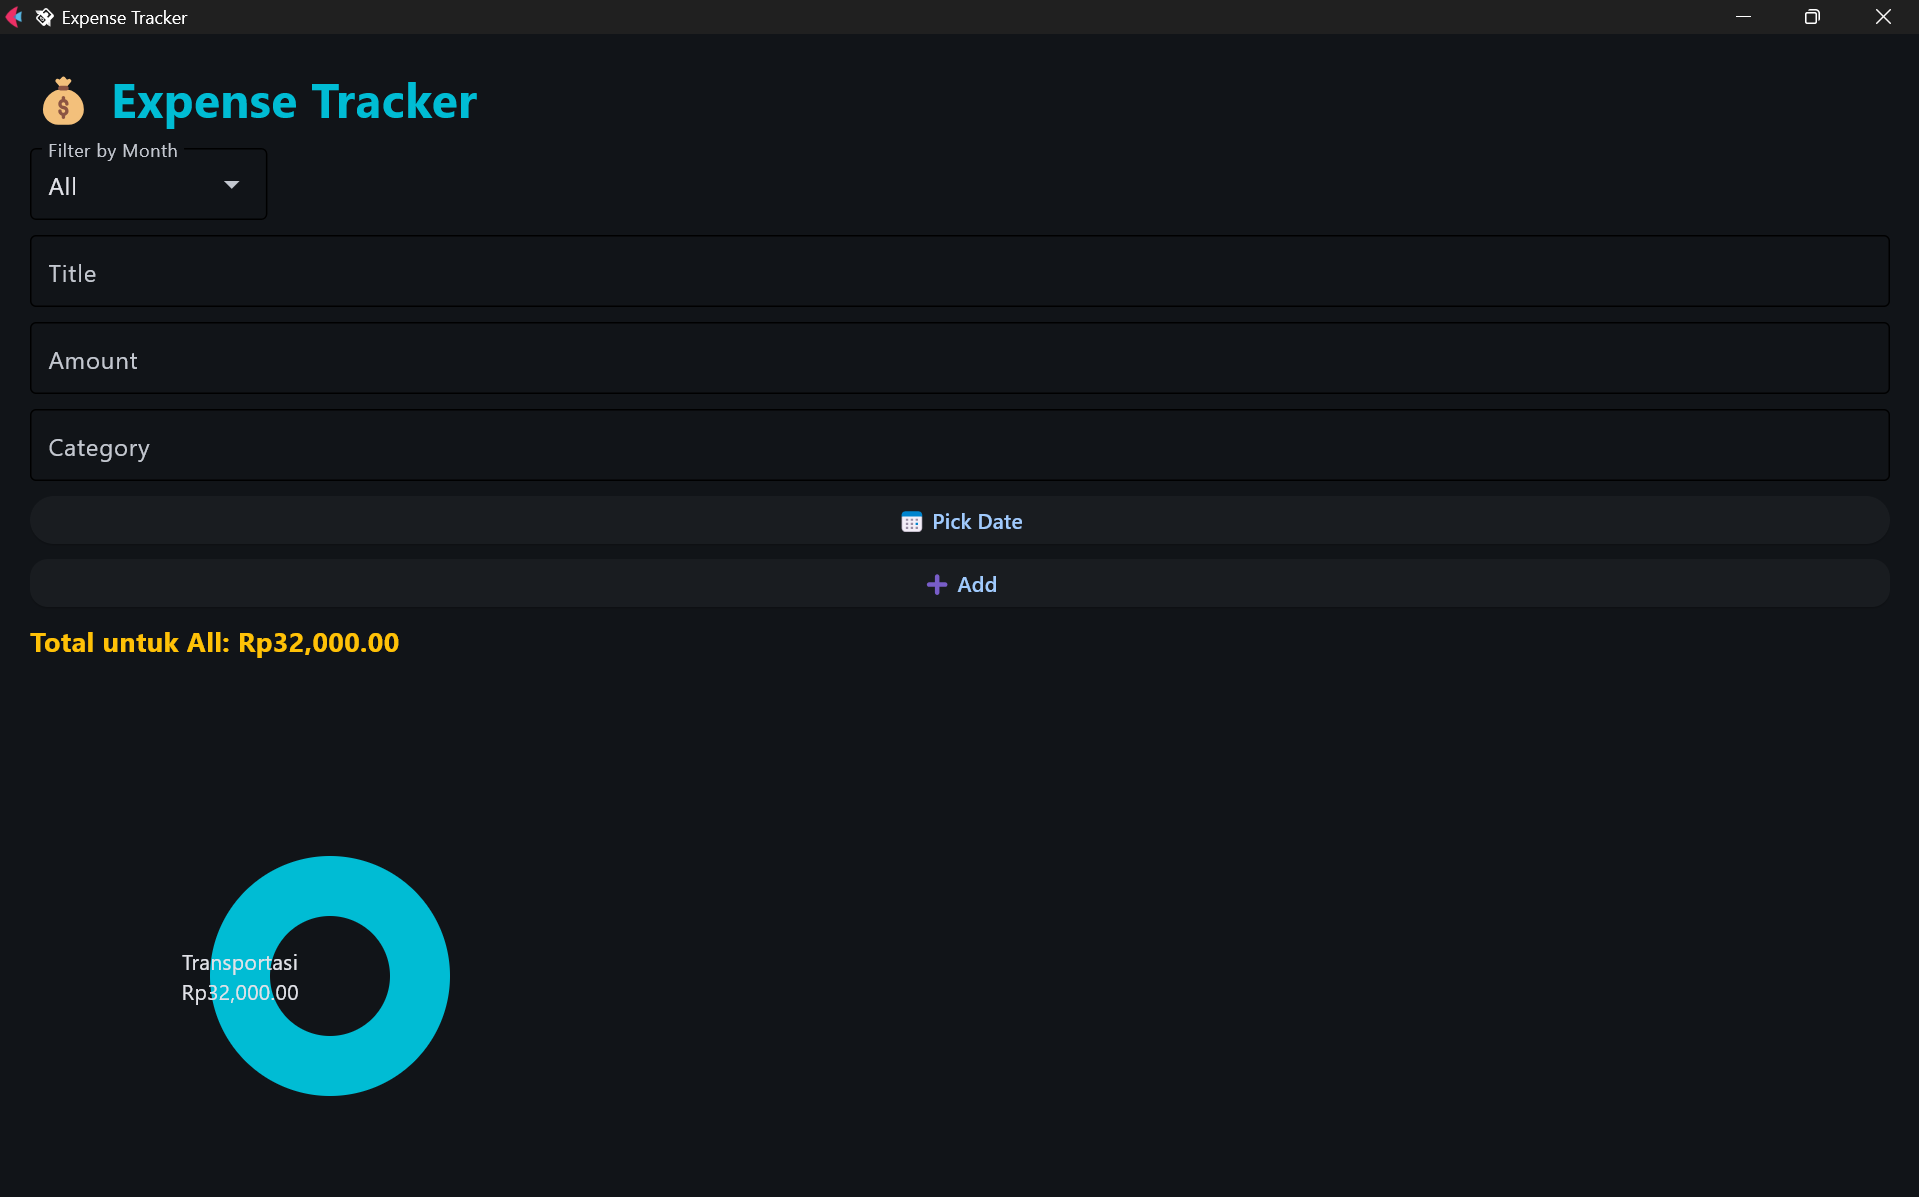 Expense Tracker
Expense Tracker
Filter by Month
All
Title
Amount
Category
Pick Date
Add
Total untuk All: Rp32,000.00
Transportasi
Rp32,000.00